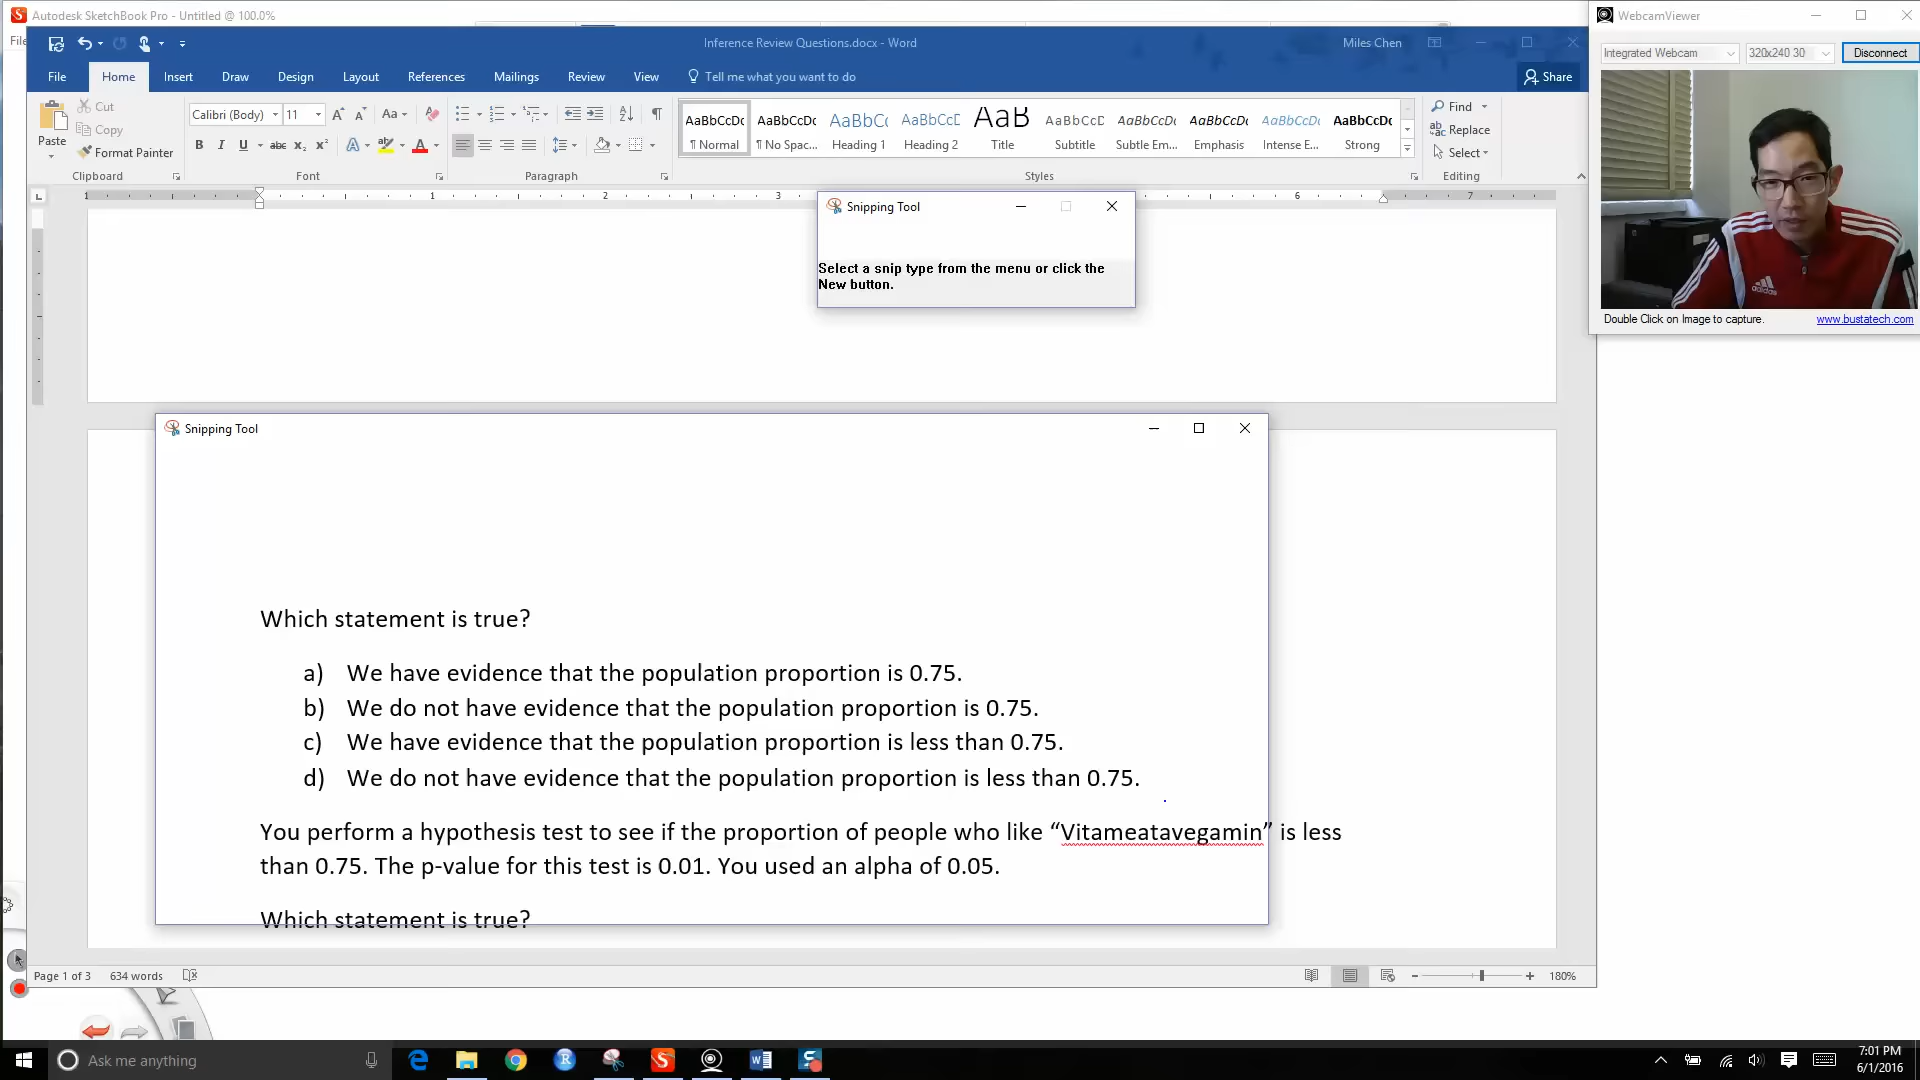 Autodesk SketchBook Pro - Untitled @ 100.0%
WebcamViewer
Inference Review Questions.docx - Word
Miles Chen
Integrated Webcam
320x240 30
Disconnect
File
Home
Insert
Draw
Design
Layout
References
Mailings
Review
View
Tell me what you want to do
Share
Cut
Copy
Paste
Format Painter
Clipboard
Calibri (Body)
11
Font
Paragraph
AaBbCcDc
¶ Normal
AaBbCcDc
¶ No Spac...
AaBbC(
Heading 1
AaBbCcE
Heading 2
AaB
Title
AaBbCcD
Subtitle
AaBbCcDc
Subtle Em...
AaBbCcDc
Emphasis
AaBbCcDc
Intense E...
AaBbCcDc
Strong
Styles
Find
Replace
Select
Editing
Snipping Tool
Select a snip type from the menu or click the
New button.
adidas
Double Click on Image to capture.
www.bustatech.com
Snipping Tool
Which statement is true?
a) We have evidence that the population proportion is 0.75.
b) We do not have evidence that the population proportion is 0.75.
c) We have evidence that the population proportion is less than 0.75.
d) We do not have evidence that the population proportion is less than 0.75.
You perform a hypothesis test to see if the proportion of people who like “Vitameatavegamin” is less
than 0.75. The p-value for this test is 0.01. You used an alpha of 0.05.
Which statement is true?
Page 1 of 3
634 words
180%
Ask me anything
7:01 PM
6/1/2016